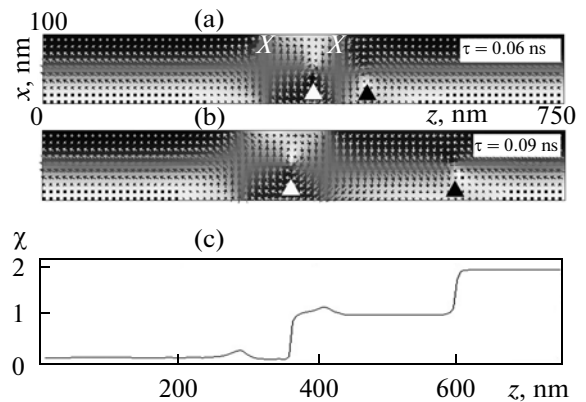 (a)
100
X X
τ = 0.06 ns
x, nm
0 (b) z, nm 750
τ = 0.09 ns
(c)
χ
2
1
0
200 400 600 z, nm